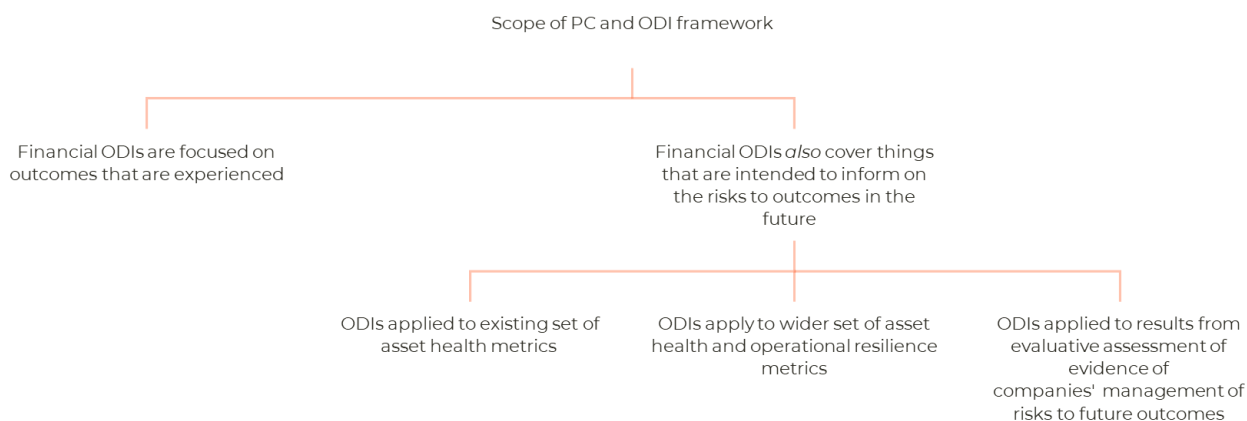 Scope of PC and ODI framework
Financial ODIs are focused on
outcomes that are experienced
Financial ODIs also cover things
that are intended to inform on
the risks to outcomes in the
future
ODIs applied to existing set of
asset health metrics
ODIs apply to wider set of asset
health and operational resilience
metrics
ODIs applied to results from
evaluative assessment of
evidence of
companies' management of
risks to future outcomes